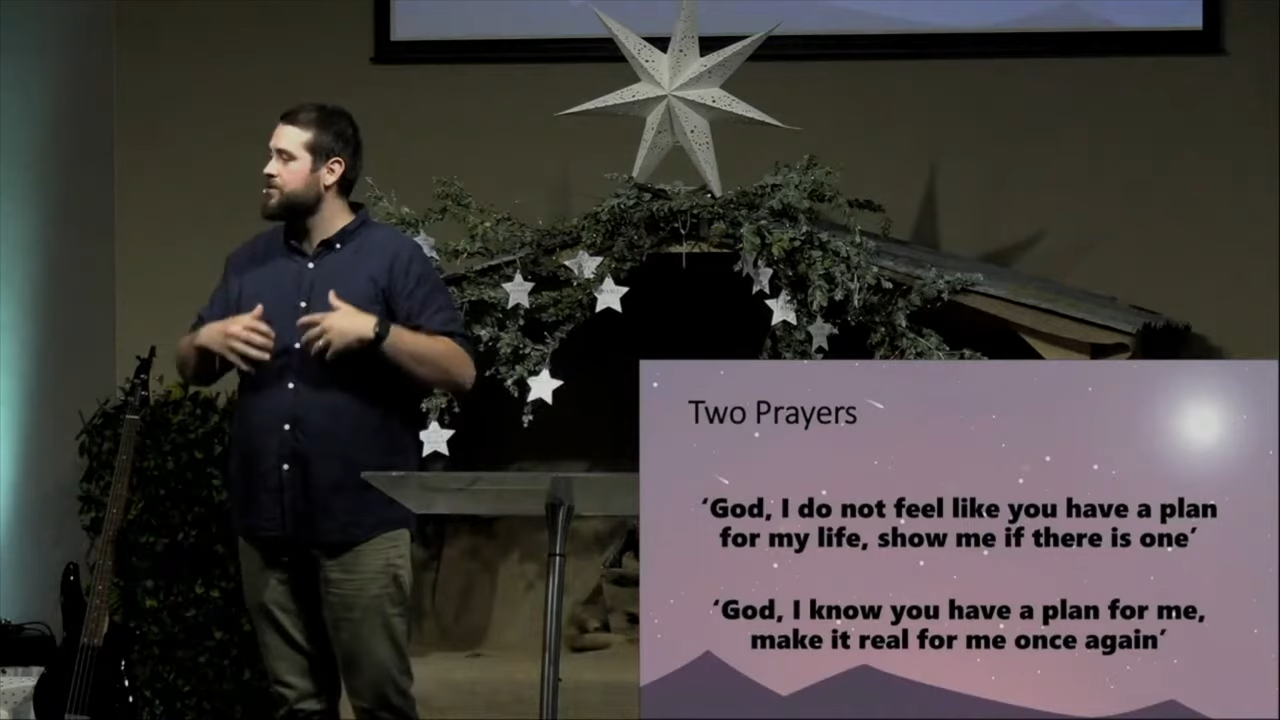 Two Prayers
‘God, I do not feel like you have a plan
for my life, show me if there is one’
‘God, I know you have a plan for me,
make it real for me once again’